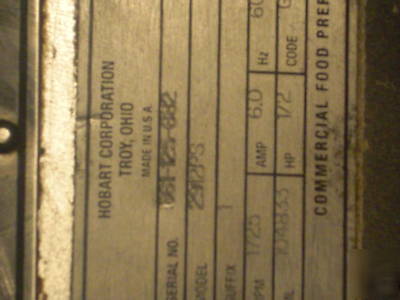 HOBART CORPORATION
TROY, OHIO
MADE IN U.S.A.
SERIAL NO.
MODEL 2912PS
SUFFIX 1
PM 1725 AMP 6.0 Hz 60
HP 1/2 CODE
COMMERCIAL FOOD PREP